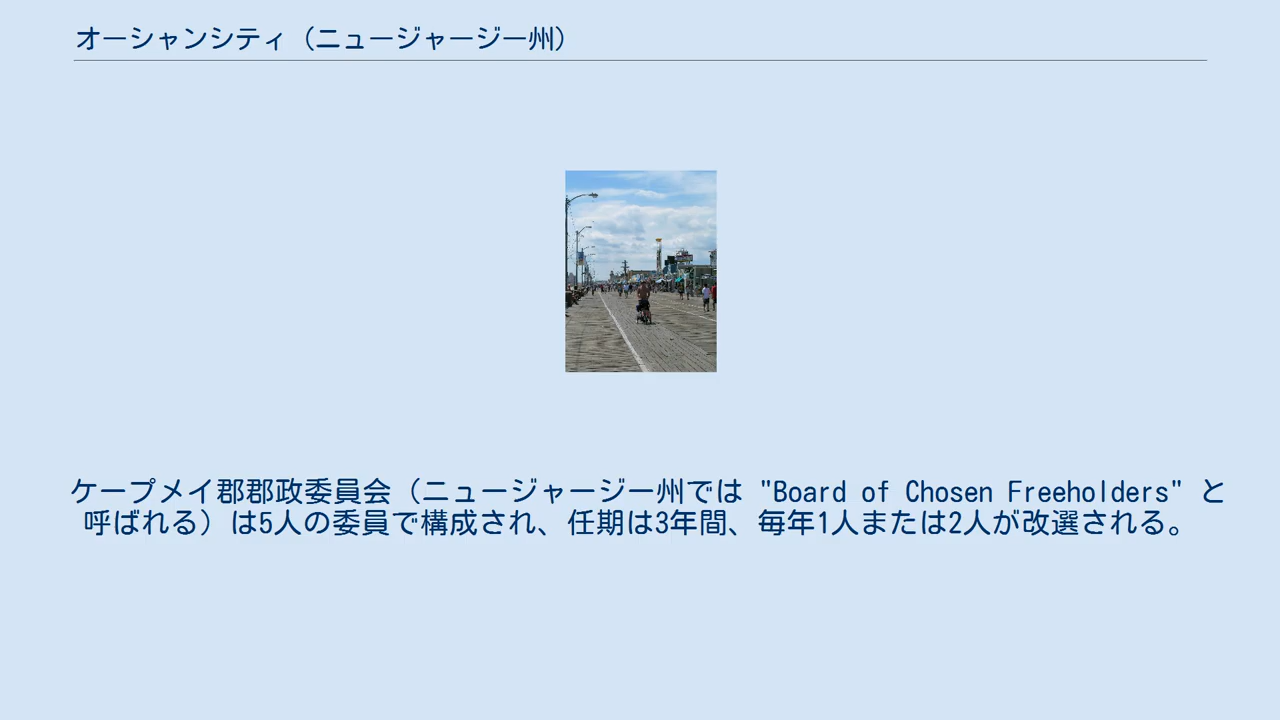 オーシャンシティ（ニュージャージー州）
ケープメイ郡郡政委員会（ニュージャージー州では "Board of Chosen Freeholders" と
呼ばれる）は5人の委員で構成され、任期は3年間、毎年1人または2人が改選される。